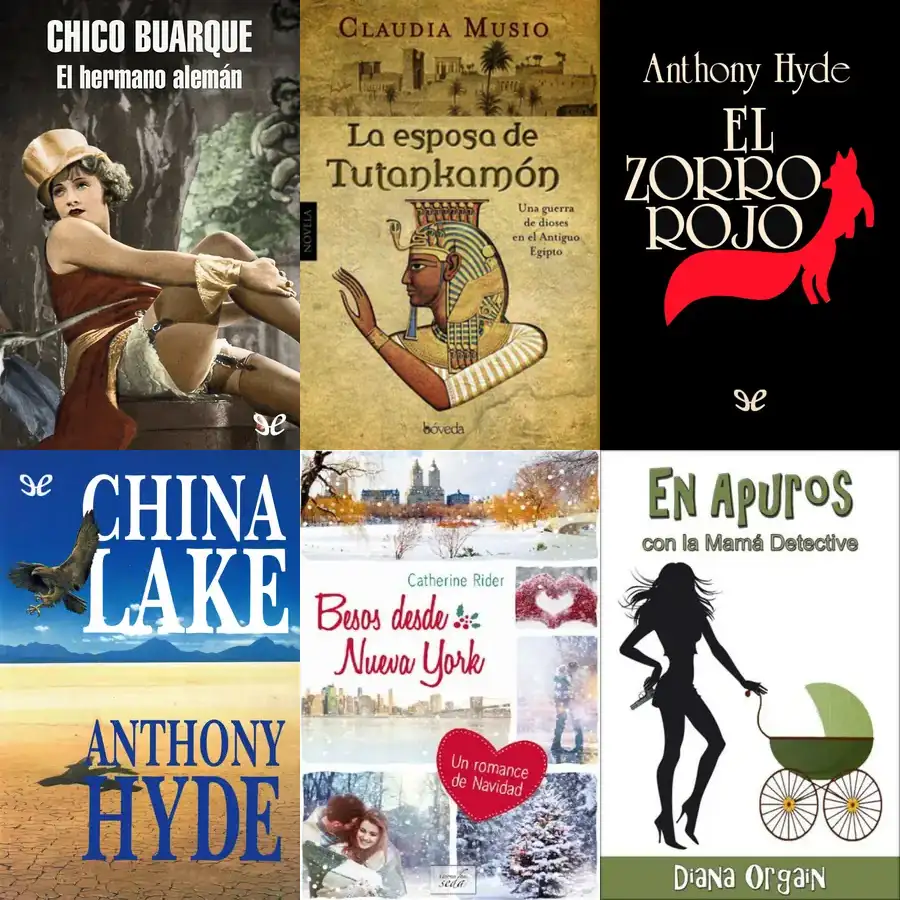 CHICO BUARQUE
El hermano alemán
CLAUDIA MUSIO
La esposa de
Tutankamón
NOVELA
Una guerra
de dioses
en el Antiguo
Egipto
bóveda
Anthony Hyde
EL
ZORRO
ROJO
CHINA
LAKE
ANTHONY
HYDE
Catherine Rider
Besos desde
Nueva York
Un romance
de Navidad
seda
En Apuros
con la Mamá Detective
Diana Orgain